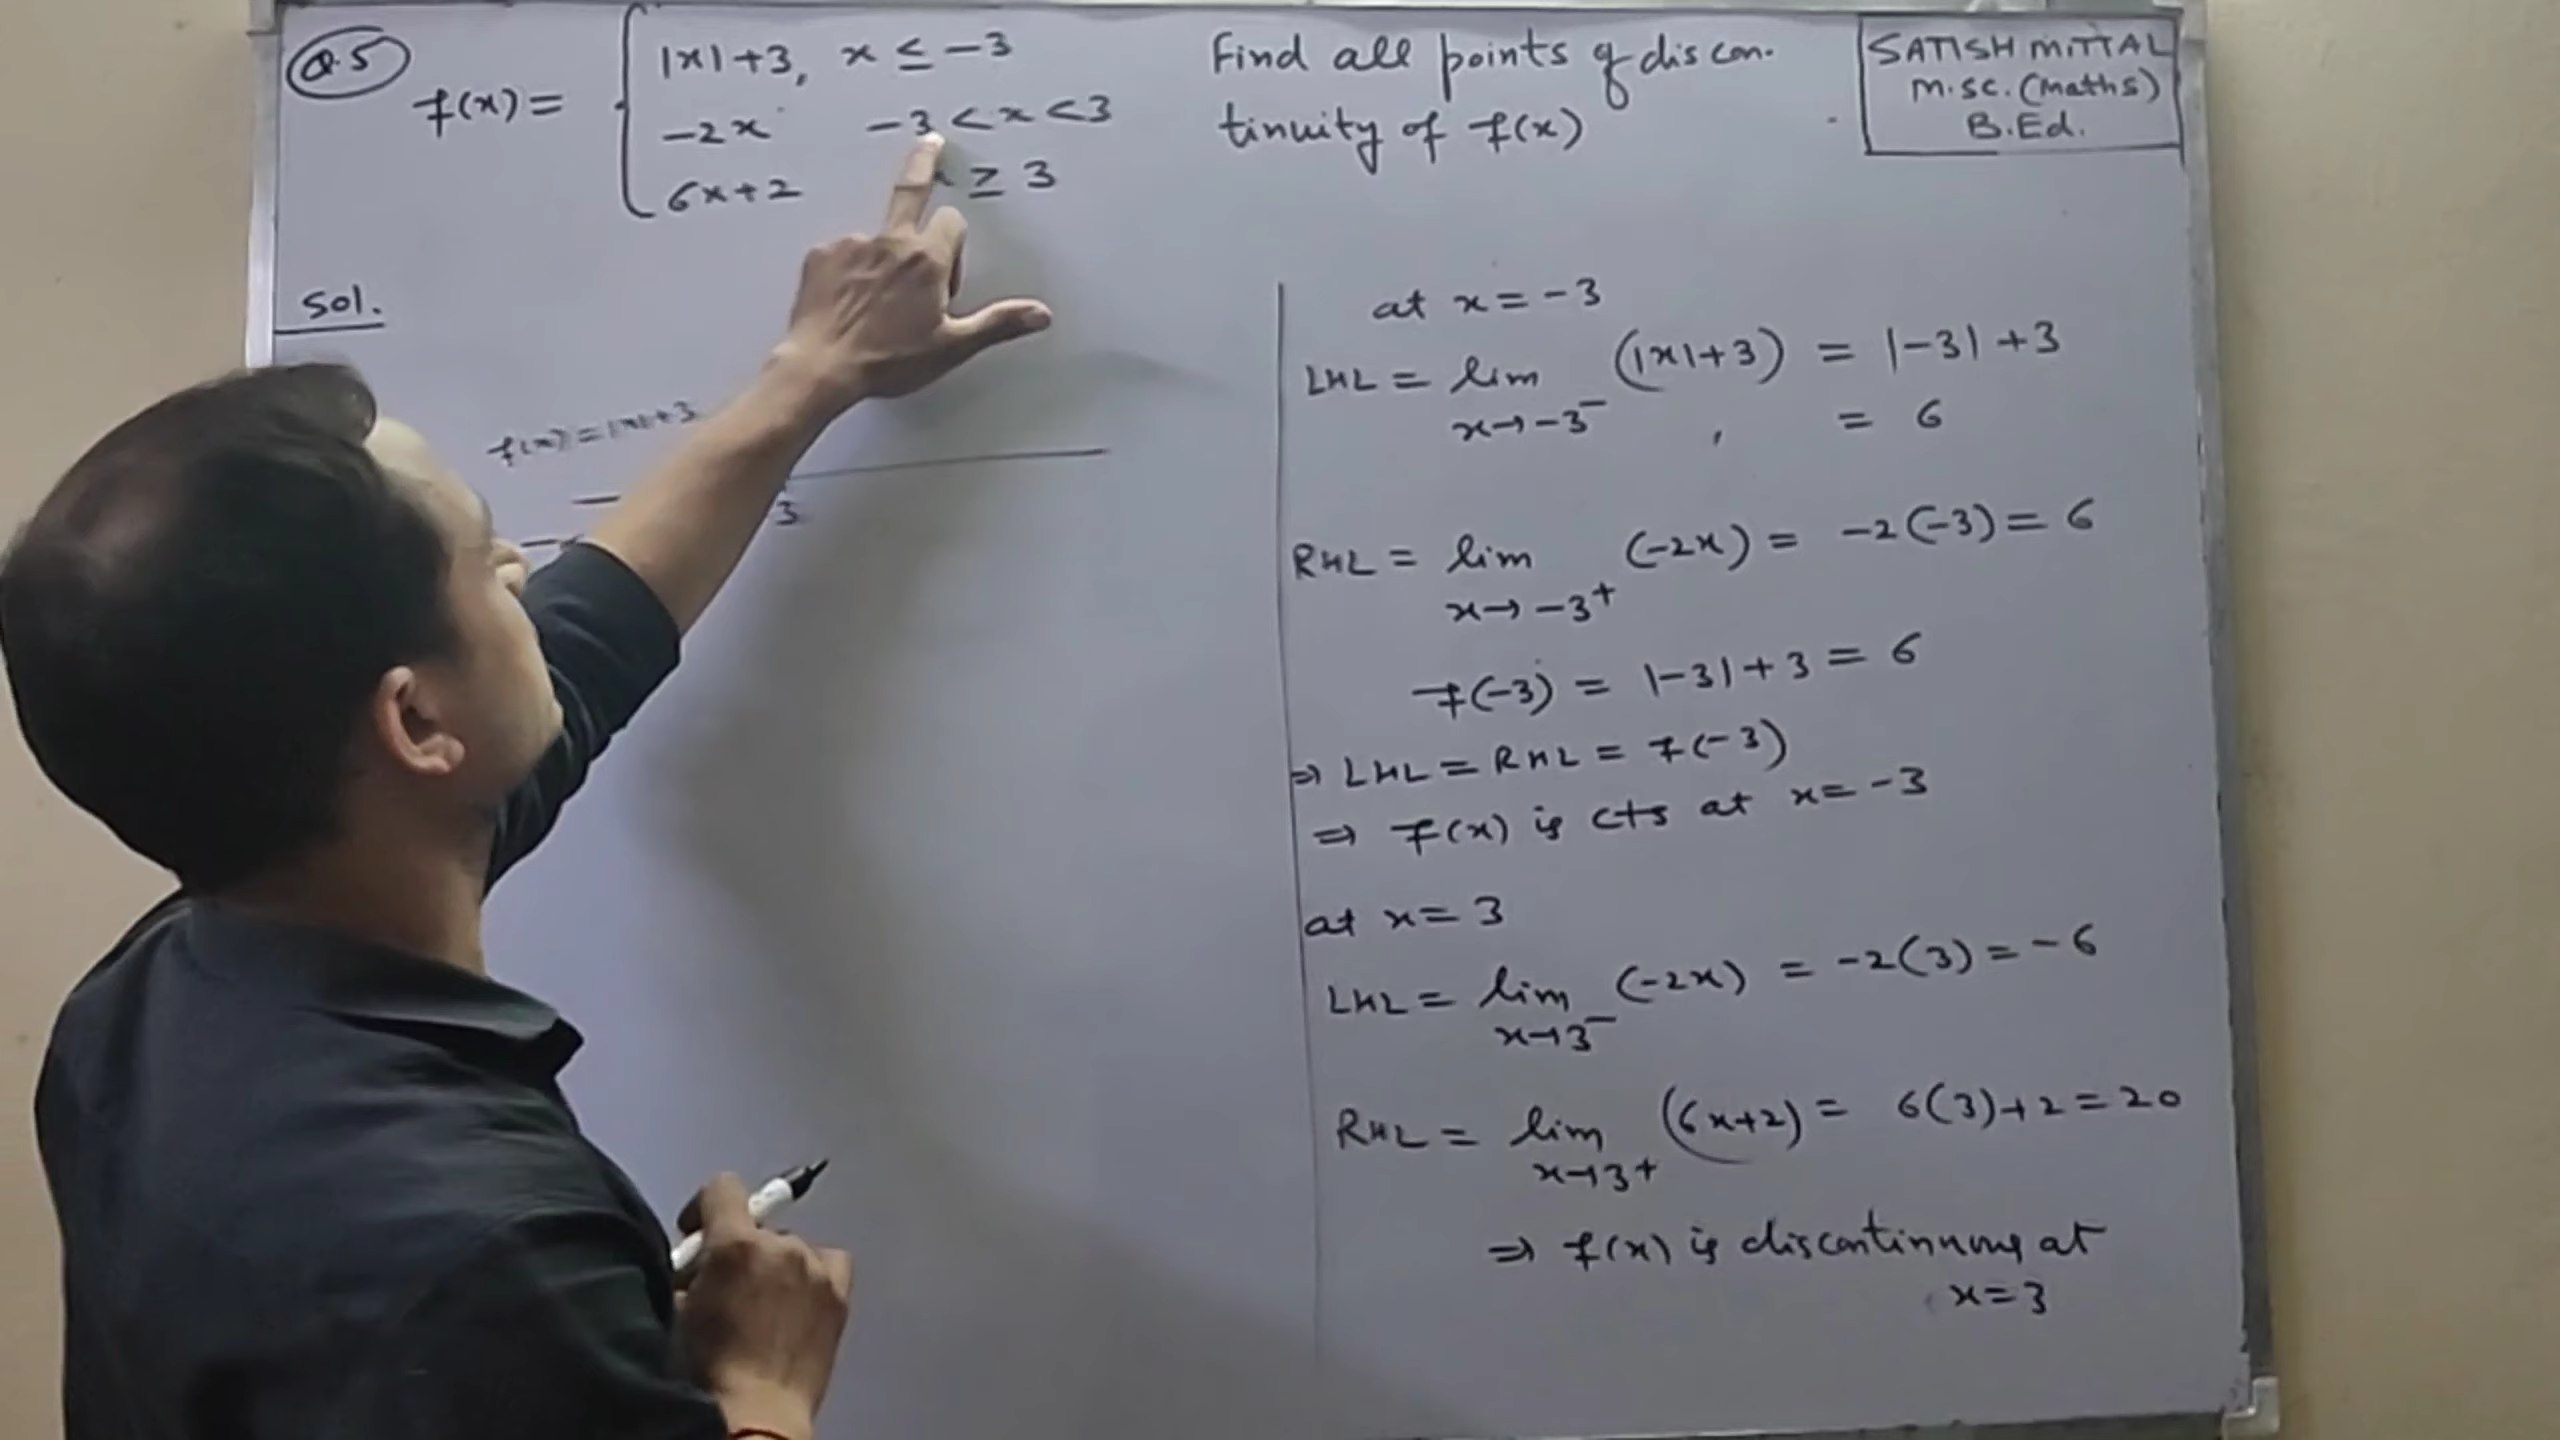 Q.5
f(x) = { |x|+3, x ≤ -3
-2x -3 < x < 3
6x+2 ≥ 3
Find all points of discon-
tinuity of f(x)
SATISH MITTAL
M.SC. (Maths)
B.Ed.
Sol.
f(x) = |x|+3
3
at x = -3
LHL = lim (|x|+3) = |-3| +3
x→-3⁻ , = 6
RHL = lim (-2x) = -2(-3) = 6
x→ -3⁺
f(-3) = |-3|+3 = 6
⇒ LHL = RHL = f(-3)
⇒ f(x) is cts at x = -3
at x = 3
LHL = lim (-2x) = -2(3) = -6
x→3⁻
RHL = lim (6x+2) = 6(3)+2 = 20
x→3+
⇒ f(x) is discontinuous at
x = 3